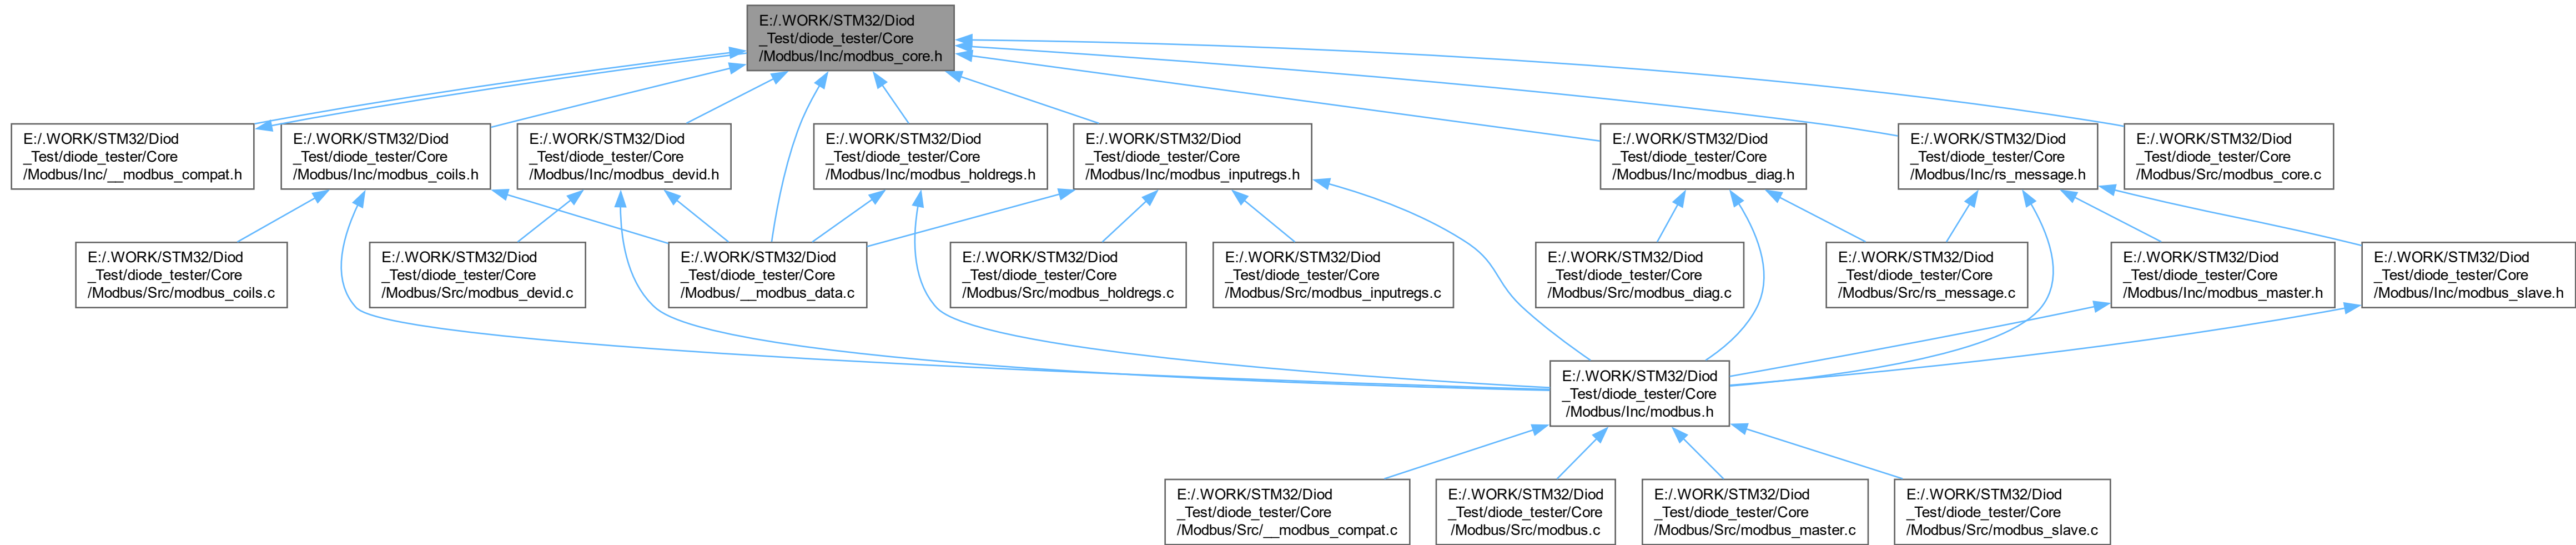 E:/.WORK/STM32/Diod
_Test/diode_tester/Core
/Modbus/Inc/modbus_core.h
E:/.WORK/STM32/Diod
_Test/diode_tester/Core
/Modbus/Inc/__modbus_compat.h
E:/.WORK/STM32/Diod
_Test/diode_tester/Core
/Modbus/Inc/modbus_coils.h
E:/.WORK/STM32/Diod
_Test/diode_tester/Core
/Modbus/Inc/modbus_devid.h
E:/.WORK/STM32/Diod
_Test/diode_tester/Core
/Modbus/Inc/modbus_holdregs.h
E:/.WORK/STM32/Diod
_Test/diode_tester/Core
/Modbus/Inc/modbus_inputregs.h
E:/.WORK/STM32/Diod
_Test/diode_tester/Core
/Modbus/Inc/modbus_diag.h
E:/.WORK/STM32/Diod
_Test/diode_tester/Core
/Modbus/Inc/rs_message.h
E:/.WORK/STM32/Diod
_Test/diode_tester/Core
/Modbus/Src/modbus_core.c
E:/.WORK/STM32/Diod
_Test/diode_tester/Core
/Modbus/Src/modbus_coils.c
E:/.WORK/STM32/Diod
_Test/diode_tester/Core
/Modbus/Src/modbus_devid.c
E:/.WORK/STM32/Diod
_Test/diode_tester/Core
/Modbus/__modbus_data.c
E:/.WORK/STM32/Diod
_Test/diode_tester/Core
/Modbus/Src/modbus_holdregs.c
E:/.WORK/STM32/Diod
_Test/diode_tester/Core
/Modbus/Src/modbus_inputregs.c
E:/.WORK/STM32/Diod
_Test/diode_tester/Core
/Modbus/Src/modbus_diag.c
E:/.WORK/STM32/Diod
_Test/diode_tester/Core
/Modbus/Src/rs_message.c
E:/.WORK/STM32/Diod
_Test/diode_tester/Core
/Modbus/Inc/modbus_master.h
E:/.WORK/STM32/Diod
_Test/diode_tester/Core
/Modbus/Inc/modbus_slave.h
E:/.WORK/STM32/Diod
_Test/diode_tester/Core
/Modbus/Inc/modbus.h
E:/.WORK/STM32/Diod
_Test/diode_tester/Core
/Modbus/Src/__modbus_compat.c
E:/.WORK/STM32/Diod
_Test/diode_tester/Core
/Modbus/Src/modbus.c
E:/.WORK/STM32/Diod
_Test/diode_tester/Core
/Modbus/Src/modbus_master.c
E:/.WORK/STM32/Diod
_Test/diode_tester/Core
/Modbus/Src/modbus_slave.c